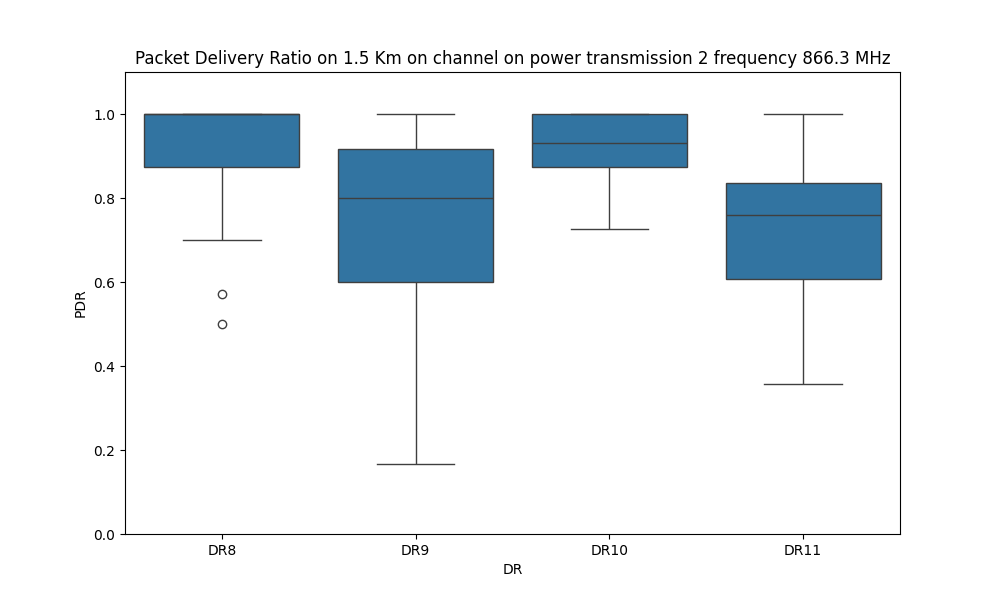 Packet Delivery Ratio on 1.5 Km on channel on power transmission 2 frequency 866.3 MHz
1.0
0.8
0.6
0.4
0.2
0.0
PDR
DR8 DR9 DR10 DR11
DR